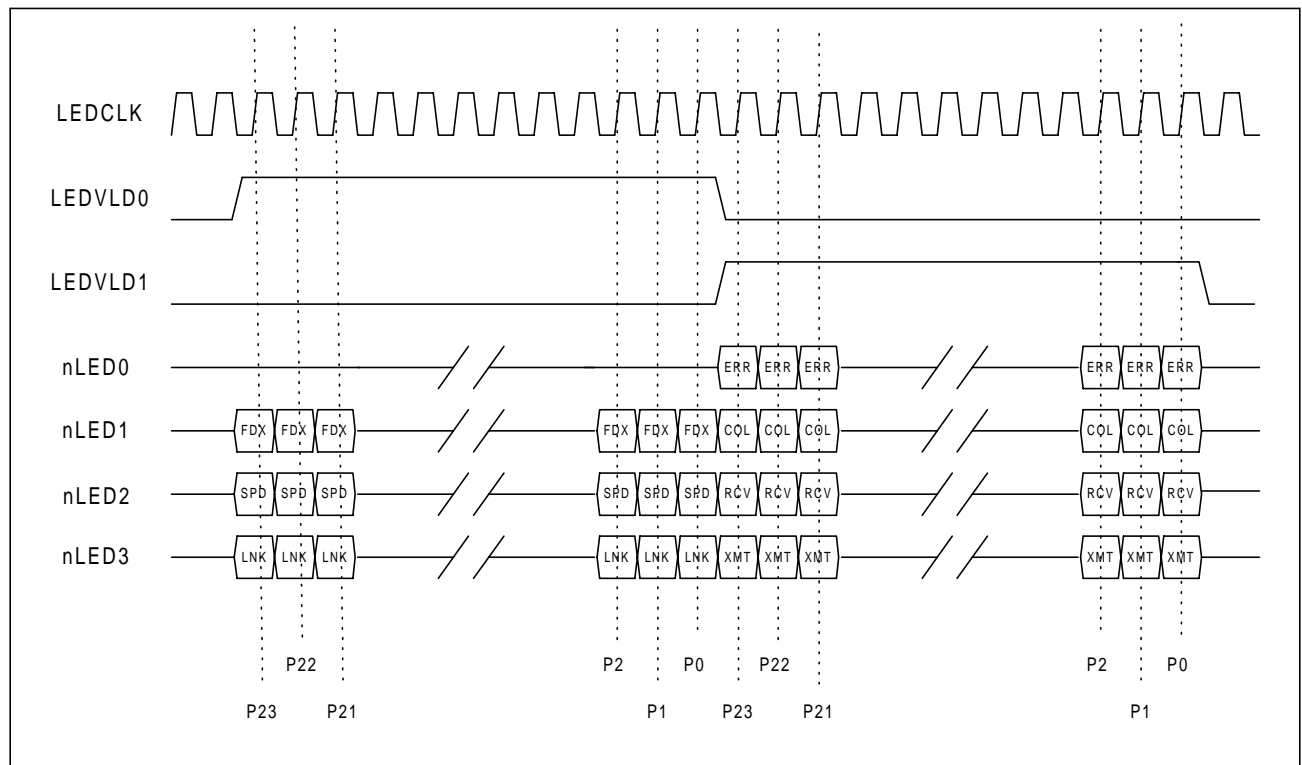 LEDCLK
LEDVLD0
LEDVLD1
nLED0 ERR ERR ERR ERR ERR ERR
nLED1 FDX FDX FDX FDX FDX FDX COL COL COL COL COL COL
nLED2 SPD SPD SPD SPD SPD SPD RCV RCV RCV RCV RCV RCV
nLED3 LNK LNK LNK LNK LNK LNK XMT XMT XMT XMT XMT XMT
P22 P2 P0 P22 P2 P0
P23 P21 P1 P23 P21 P1